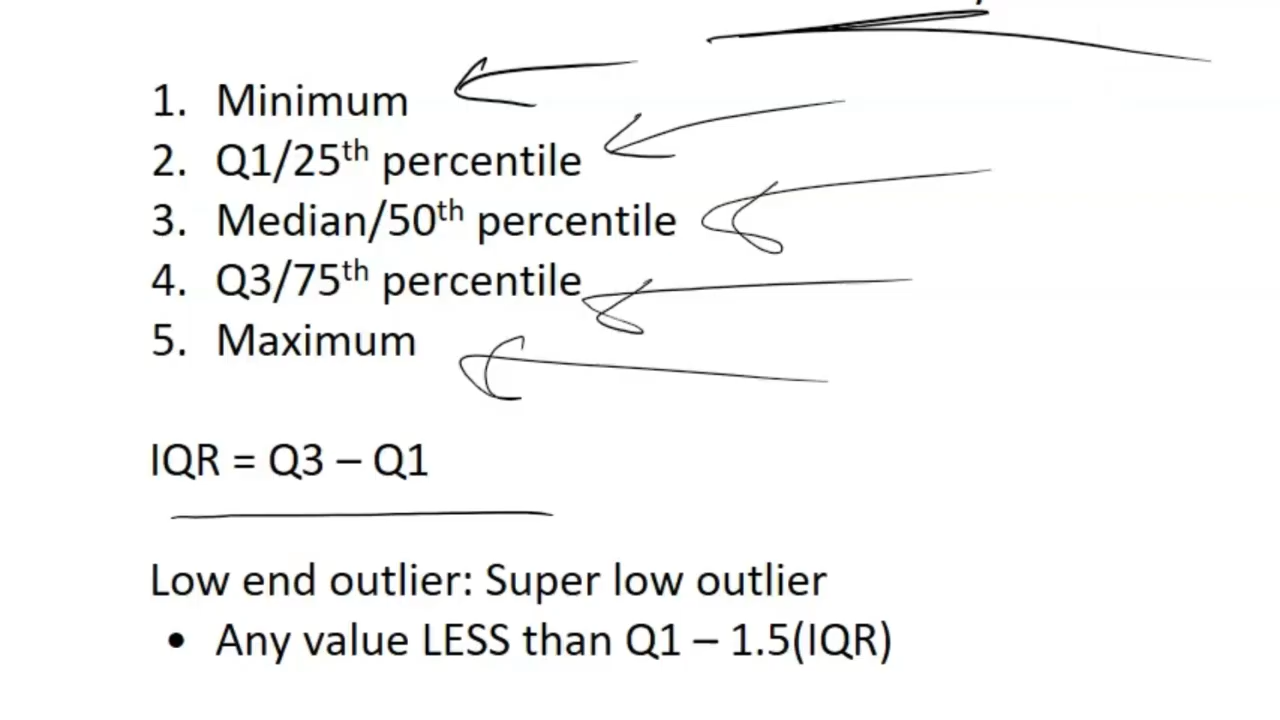 1. Minimum
2. Q1/25th percentile
3. Median/50th percentile
4. Q3/75th percentile
5. Maximum
IQR = Q3 – Q1
Low end outlier: Super low outlier
• Any value LESS than Q1 – 1.5(IQR)